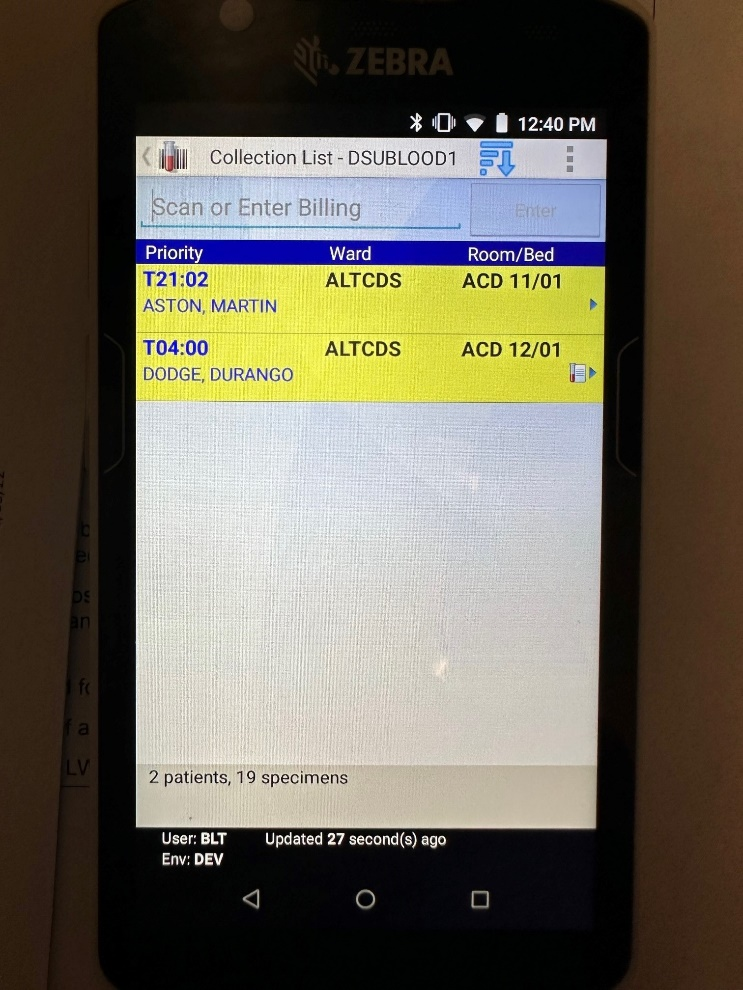 ZEBRA
12:40 PM
Collection List - DSUBLOOD1
Scan or Enter Billing Enter
Priority Ward Room/Bed
T21:02 ALTCDS ACD 11/01
ASTON, MARTIN
T04:00 ALTCDS ACD 12/01
DODGE, DURANGO
2 patients, 19 specimens
User: BLT Updated 27 second(s) ago
Env: DEV